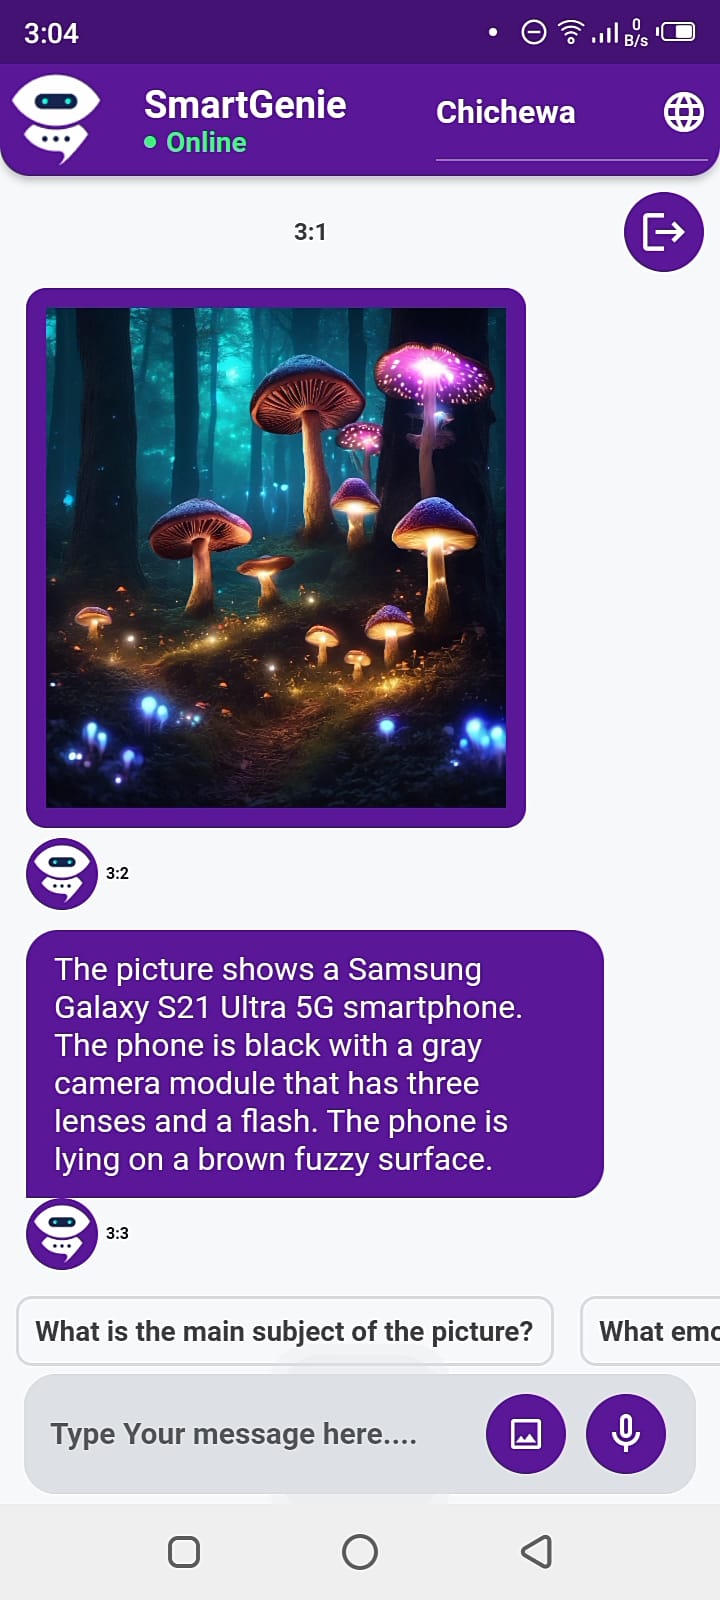 3:04
0
B/s
SmartGenie
Online
Chichewa
3:1
3:2
The picture shows a Samsung
Galaxy S21 Ultra 5G smartphone.
The phone is black with a gray
camera module that has three
lenses and a flash. The phone is
lying on a brown fuzzy surface.
3:3
What is the main subject of the picture?
What emo
Type Your message here....